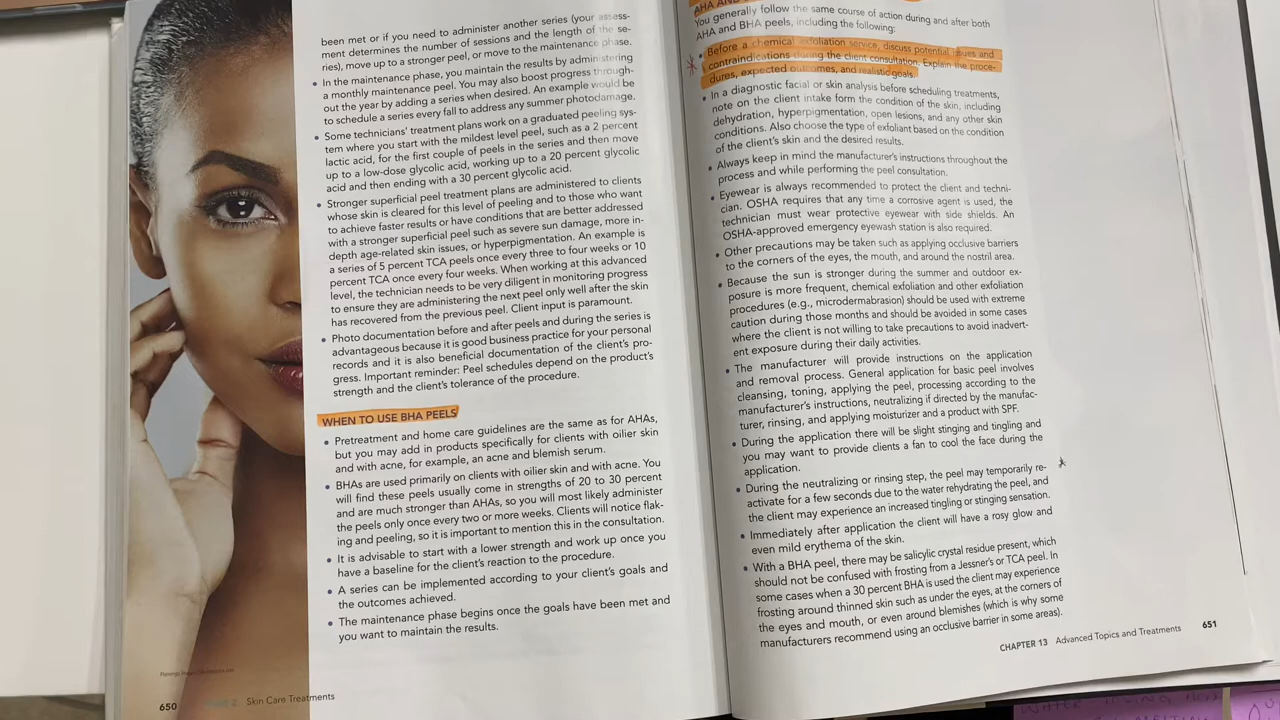 been met or if you need to administer another series (your assess-
ment determines the number of sessions and the length of the se-
ries), move up to a stronger peel, or move to the maintenance phase.
• In the maintenance phase, you maintain the results by administering
a monthly maintenance peel. You may also boost progress through-
out the year by adding a series when desired. An example would be
to schedule a series every fall to address any summer photodamage.
• Some technicians' treatment plans work on a graduated peeling sys-
tem where you start with the mildest level peel, such as a 2 percent
lactic acid, for the first couple of peels in the series and then move
up to a low-dose glycolic acid, working up to a 20 percent glycolic
acid and then ending with a 30 percent glycolic acid.
• Stronger superficial peel treatment plans are administered to clients
whose skin is cleared for this level of peeling and to those who want
to achieve faster results or have conditions that are better addressed
with a stronger superficial peel such as severe sun damage, more in-
depth age-related skin issues, or hyperpigmentation. An example is
a series of 5 percent TCA peels once every three to four weeks or 10
percent TCA once every four weeks. When working at this advanced
level, the technician needs to be very diligent in monitoring progress
to ensure they are administering the next peel only well after the skin
has recovered from the previous peel. Client input is paramount.
• Photo documentation before and after peels and during the series is
advantageous because it is good business practice for your personal
records and it is also beneficial documentation of the client's pro-
gress. Important reminder: Peel schedules depend on the product's
strength and the client's tolerance of the procedure.
WHEN TO USE BHA PEELS
• Pretreatment and home care guidelines are the same as for AHAs,
but you may add in products specifically for clients with oilier skin
and with acne, for example, an acne and blemish serum.
• BHAs are used primarily on clients with oilier skin and with acne. You
will find these peels usually come in strengths of 20 to 30 percent
and are much stronger than AHAs, so you will most likely administer
the peels only once every two or more weeks. Clients will notice flak-
ing and peeling, so it is important to mention this in the consultation.
• It is advisable to start with a lower strength and work up once you
have a baseline for the client's reaction to the procedure.
• A series can be implemented according to your client's goals and
the outcomes achieved.
• The maintenance phase begins once the goals have been met and
you want to maintain the results.
650 Skin Care Treatments
AHA AND
You generally follow the same course of action during and after both
AHA and BHA peels, including the following:
• Before a chemical exfoliation service, discuss potential issues and
contraindications during the client consultation. Explain the proce-
dures, expected outcomes, and realistic goals.
• In a diagnostic facial or skin analysis before scheduling treatments,
note on the client intake form the condition of the skin, including
dehydration, hyperpigmentation, open lesions, and any other skin
conditions. Also choose the type of exfoliant based on the condition
of the client's skin and the desired results.
• Always keep in mind the manufacturer's instructions throughout the
process and while performing the peel consultation.
• Eyewear is always recommended to protect the client and techni-
cian. OSHA requires that any time a corrosive agent is used, the
technician must wear protective eyewear with side shields. An
OSHA-approved emergency eyewash station is also required.
• Other precautions may be taken such as applying occlusive barriers
to the corners of the eyes, the mouth, and around the nostril area.
• Because the sun is stronger during the summer and outdoor ex-
posure is more frequent, chemical exfoliation and other exfoliation
procedures (e.g., microdermabrasion) should be used with extreme
caution during those months and should be avoided in some cases
where the client is not willing to take precautions to avoid inadvert-
ent exposure during their daily activities.
• The manufacturer will provide instructions on the application
and removal process. General application for basic peel involves
cleansing, toning, applying the peel, processing according to the
manufacturer's instructions, neutralizing if directed by the manufac-
turer, rinsing, and applying moisturizer and a product with SPF.
• During the application there will be slight stinging and tingling and
you may want to provide clients a fan to cool the face during the
application.
• During the neutralizing or rinsing step, the peel may temporarily re-
activate for a few seconds due to the water rehydrating the peel, and
the client may experience an increased tingling or stinging sensation.
• Immediately after application the client will have a rosy glow and
even mild erythema of the skin.
• With a BHA peel, there may be salicylic crystal residue present, which
should not be confused with frosting from a Jessner's or TCA peel. In
some cases when a 30 percent BHA is used the client may experience
frosting around thinned skin such as under the eyes, at the corners of
the eyes and mouth, or even around blemishes (which is why some
manufacturers recommend using an occlusive barrier in some areas).
CHAPTER 13 Advanced Topics and Treatments 651